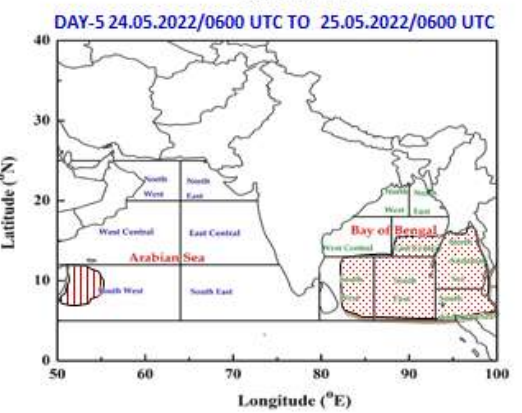 DAY-5 24.05.2022/0600 UTC TO 25.05.2022/0600 UTC
40
30
20
10
0
Latitude (°N)
North West
North East
West Central
East Central
Arabian Sea
South West
South East
North West
North East
Bay of Bengal
West Central
50
60
70
80
90
100
Longitude (°E)